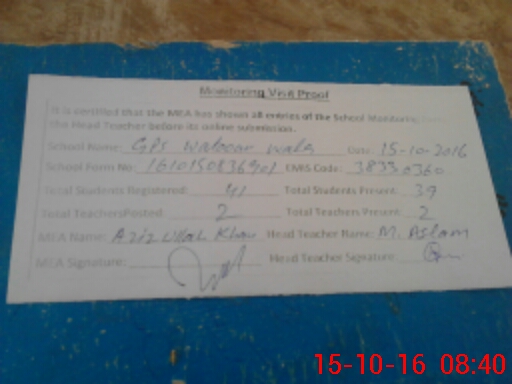 Monitoring Visit Proof
It is certified that the MEA has shown all entries of the School Monitoring
the Head Teacher before its online submission.
School Name: GPS wala Date: 15-10-2016
School Form No: EMIS Code: 38330360
Total Students Registered: 41 Total Students Present: 39
Total Teachers Posted: 2 Total Teachers Present: 2
MEA Name: Aziz Ullah Khan Head Teacher Name: M. Aslam
MEA Signature: Head Teacher Signature:
15-10-16 08:40